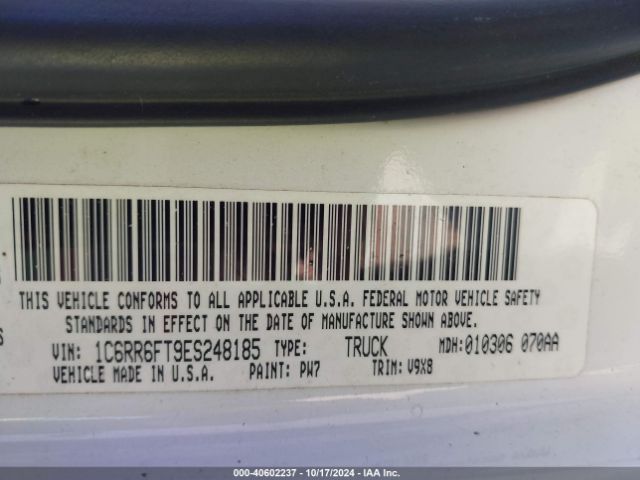 THIS VEHICLE CONFORMS TO ALL APPLICABLE U.S.A. FEDERAL MOTOR VEHICLE SAFETY
STANDARDS IN EFFECT ON THE DATE OF MANUFACTURE SHOWN ABOVE.
VIN: 1C6RR6FT9ES248185 TYPE: TRUCK MDH: 010306 070AA
VEHICLE MADE IN U.S.A. PAINT: PW7 TRIM: V9X8
000-40602237 - 10/17/2024 - IAA Inc.